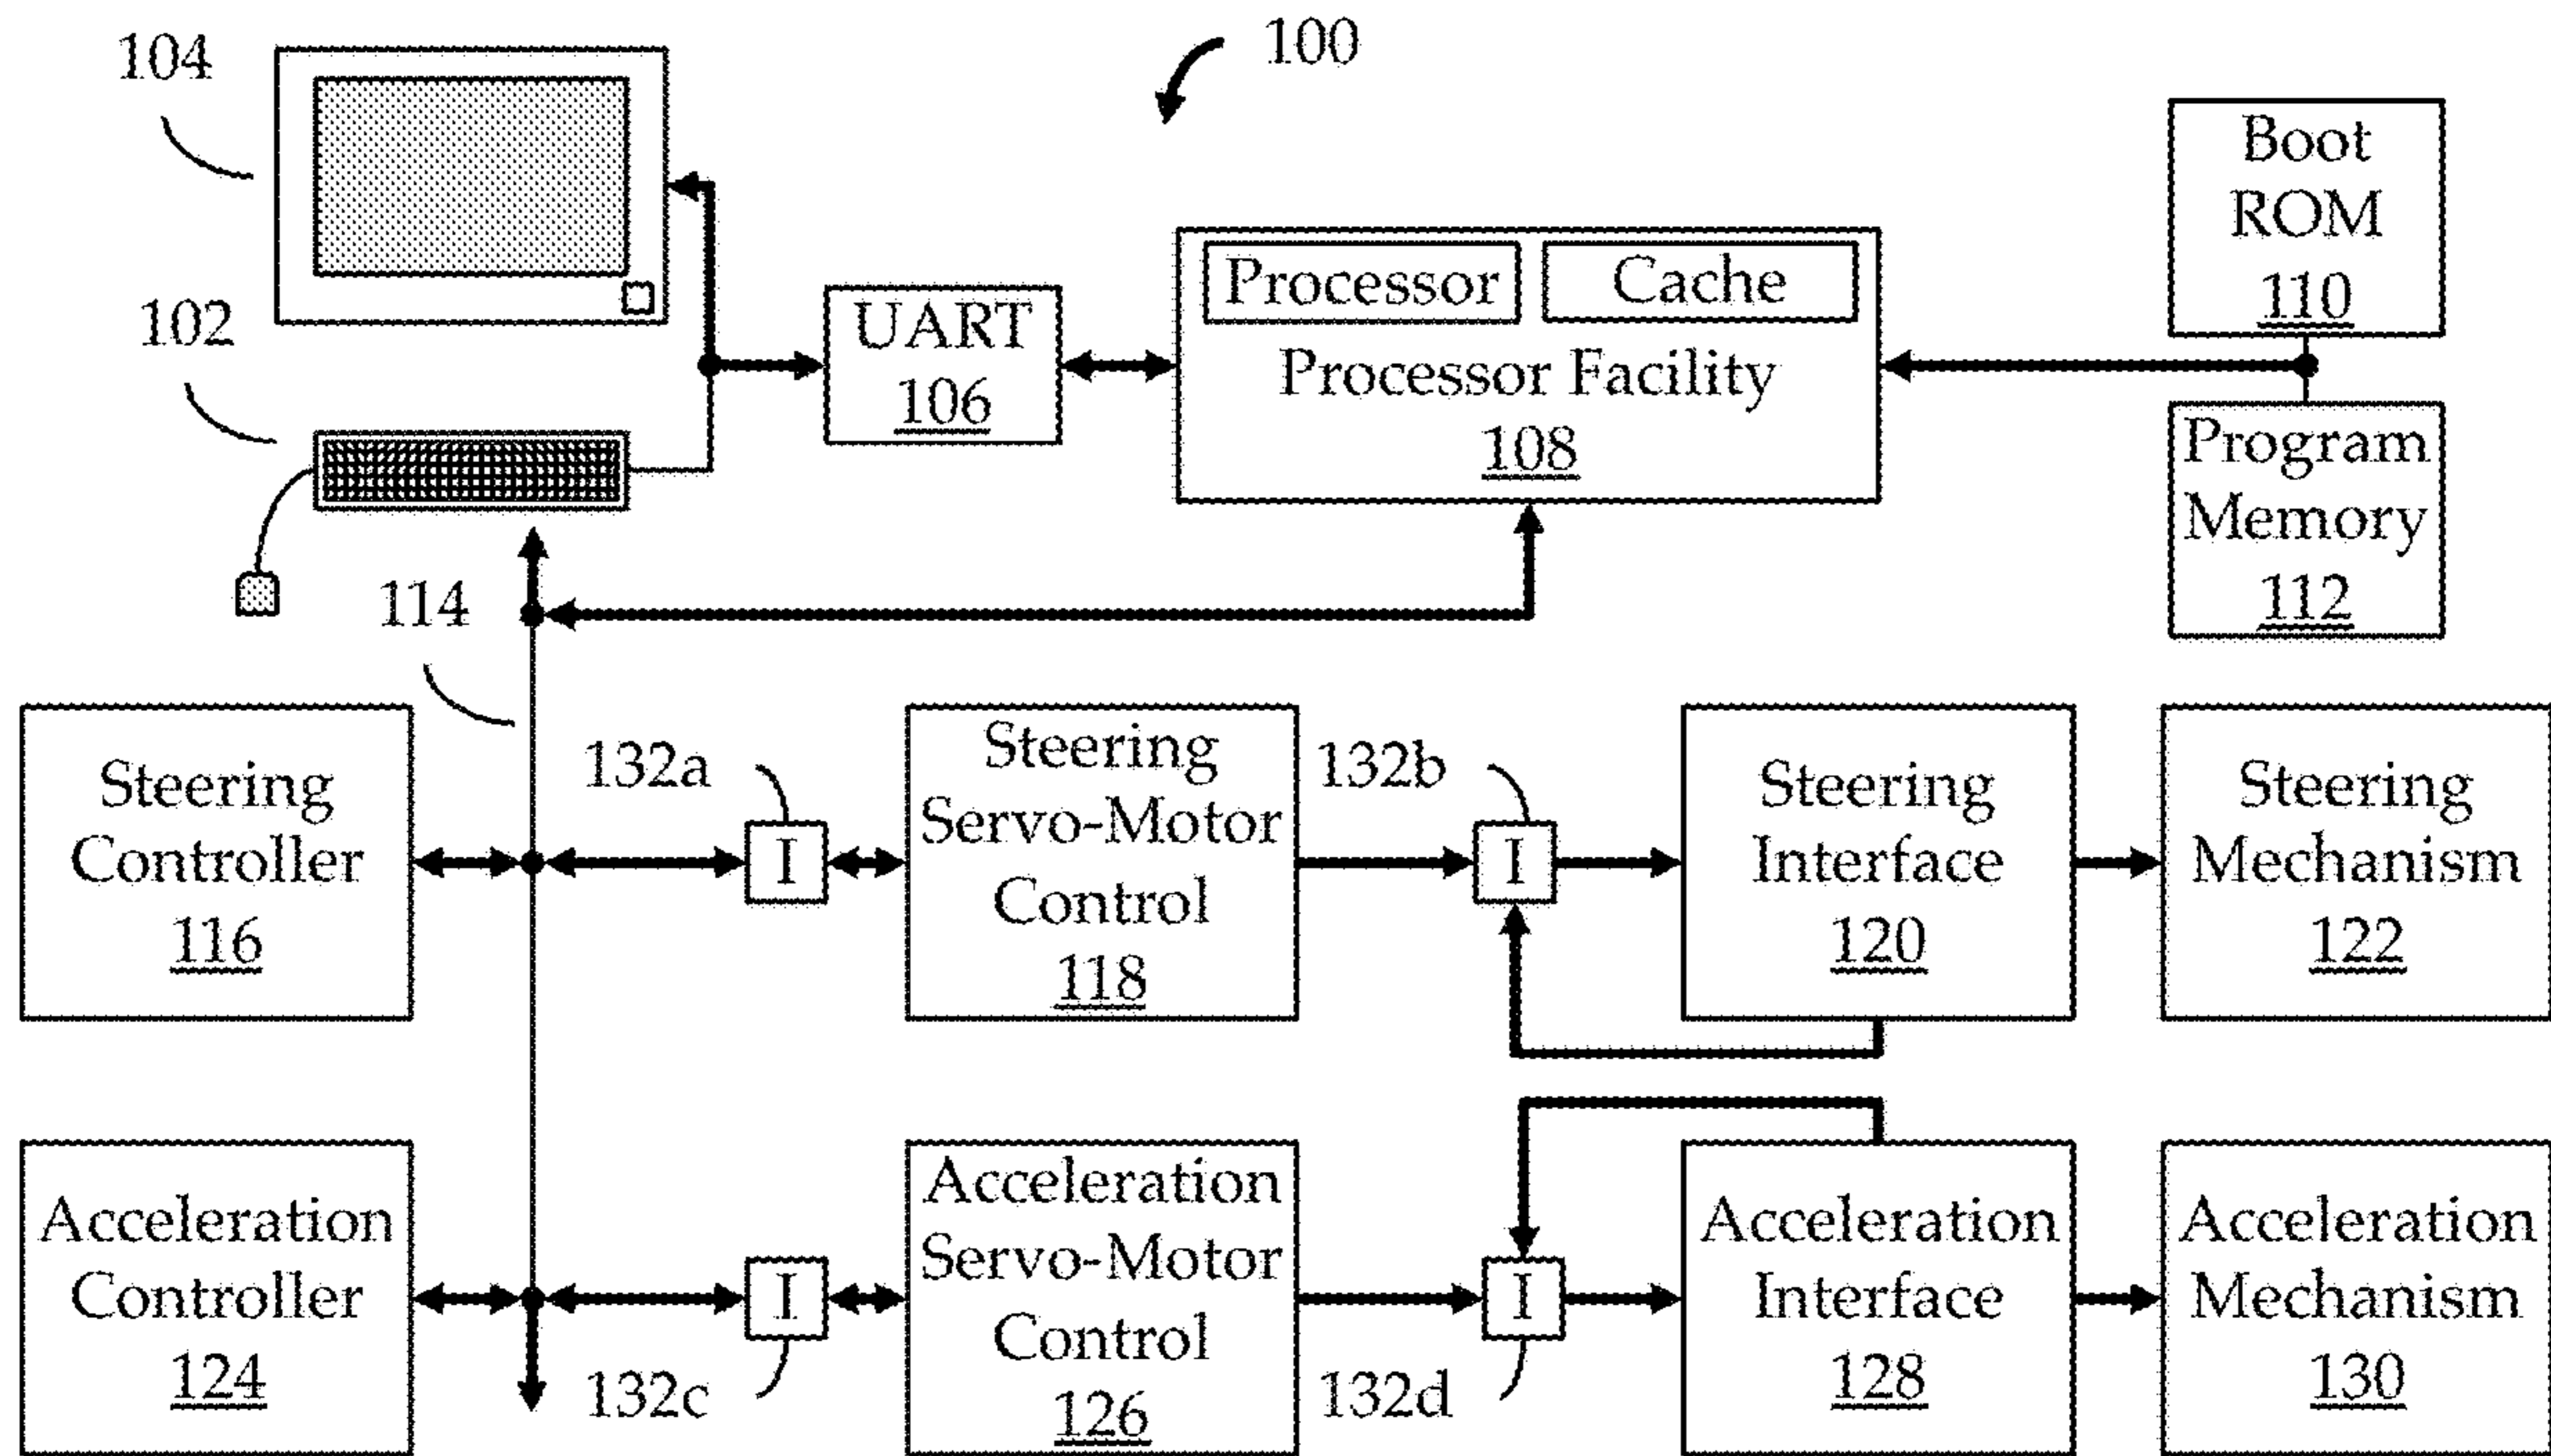 100
104
102
UART
106
Processor
Cache
Processor Facility
108
Boot
ROM
110
Program
Memory
112
114
Steering
Controller
116
132a
I
Steering
Servo-Motor
Control
118
132b
I
Steering
Interface
120
Steering
Mechanism
122
Acceleration
Controller
124
132c
I
Acceleration
Servo-Motor
Control
126
132d
I
Acceleration
Interface
128
Acceleration
Mechanism
130